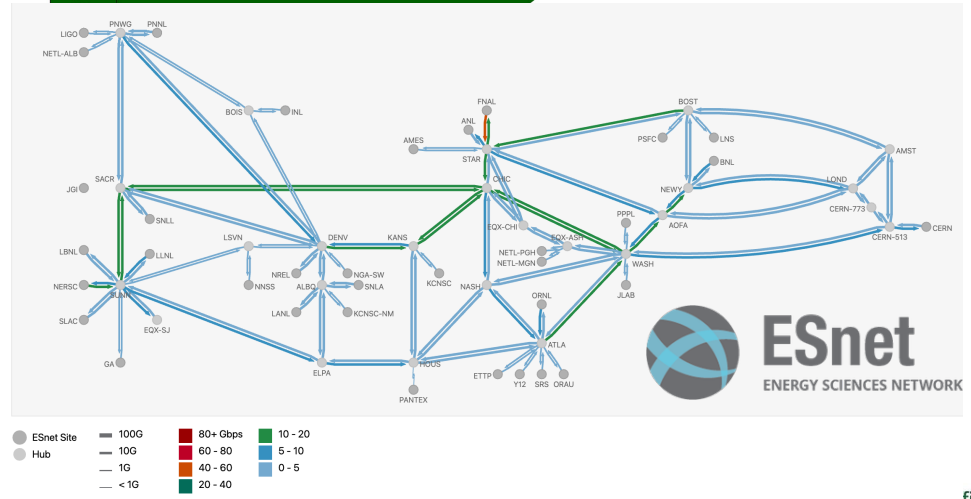 PNWG
PNNL
LIGO
NETL-ALB
BOIS
INL
FNAL
ANL
AMES
STAR
BOST
PSFC
LNS
BNL
AMST
SACR
JGI
CHIC
NEWY
LOND
CERN-773
SNLL
PPPL
AOFA
EQX-CHI
CERN-513
CERN
LSVN
DENV
KANS
EQX-ASH
LBNL
LLNL
NETL-PGH
NETL-MGN
WASH
NREL
NGA-SW
KCNSC
NERSC
SUNN
NNSS
ALBQ
SNLA
NASH
JLAB
ORNL
SLAC
EQX-SJ
LANL
KCNSC-NM
ATLA
GA
ELPA
HOUS
ETTP
Y12
SRS
ORAU
PANTEX
ESnet
ENERGY SCIENCES NETWORK
ESnet Site
Hub
100G
10G
1G
< 1G
80+ Gbps
60 - 80
40 - 60
20 - 40
10 - 20
5 - 10
0 - 5